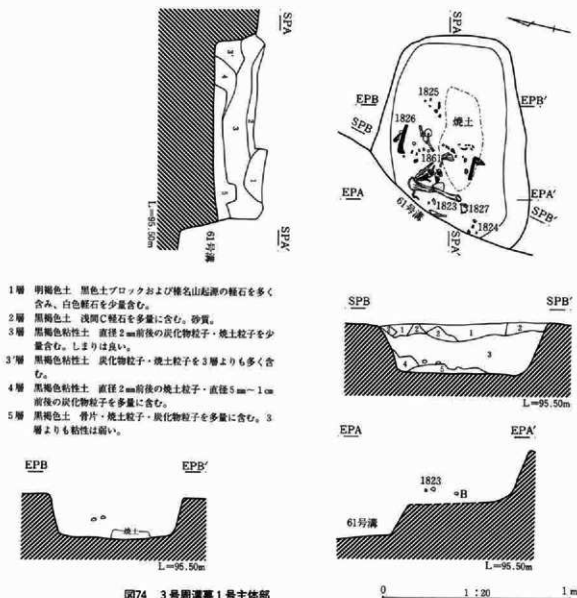 SPA
3'
4
3
2
1
5
L=95.50m
61号溝
SPA'
SPA
EPB
EPB'
SPB
1825
1826
焼土
1861
EPA
EPA'
1823
1827
SPB'
61号溝
1824
SPA'
1層 明褐色土 黒色土ブロックおよび榛名山起源の軽石を多く
含み、白色軽石を少量含む。
2層 黒褐色土 浅間C軽石を多量に含む。砂質。
3層 黒褐色粘性土 直径2㎜前後の炭化物粒子・焼土粒子を少
量含む。しまりは良い。
3'層 黒褐色粘性土 炭化物粒子・焼土粒子を3層よりも多く含
む。
4層 黒褐色粘性土 直径2㎜前後の焼土粒子・直径5㎜〜1㎝
前後の炭化物粒子を多量に含む。
5層 黒褐色土 骨片・焼土粒子・炭化物粒子を多量に含む。3
層よりも粘性は弱い。
SPB
SPB'
1
2
2
1
2
3
4
5
L=95.50m
EPB
EPB'
焼土
L=95.50m
EPA
EPA'
1823
B
61号溝
L=95.50m
図74 3号周溝墓1号主体部
0
1:20
1m